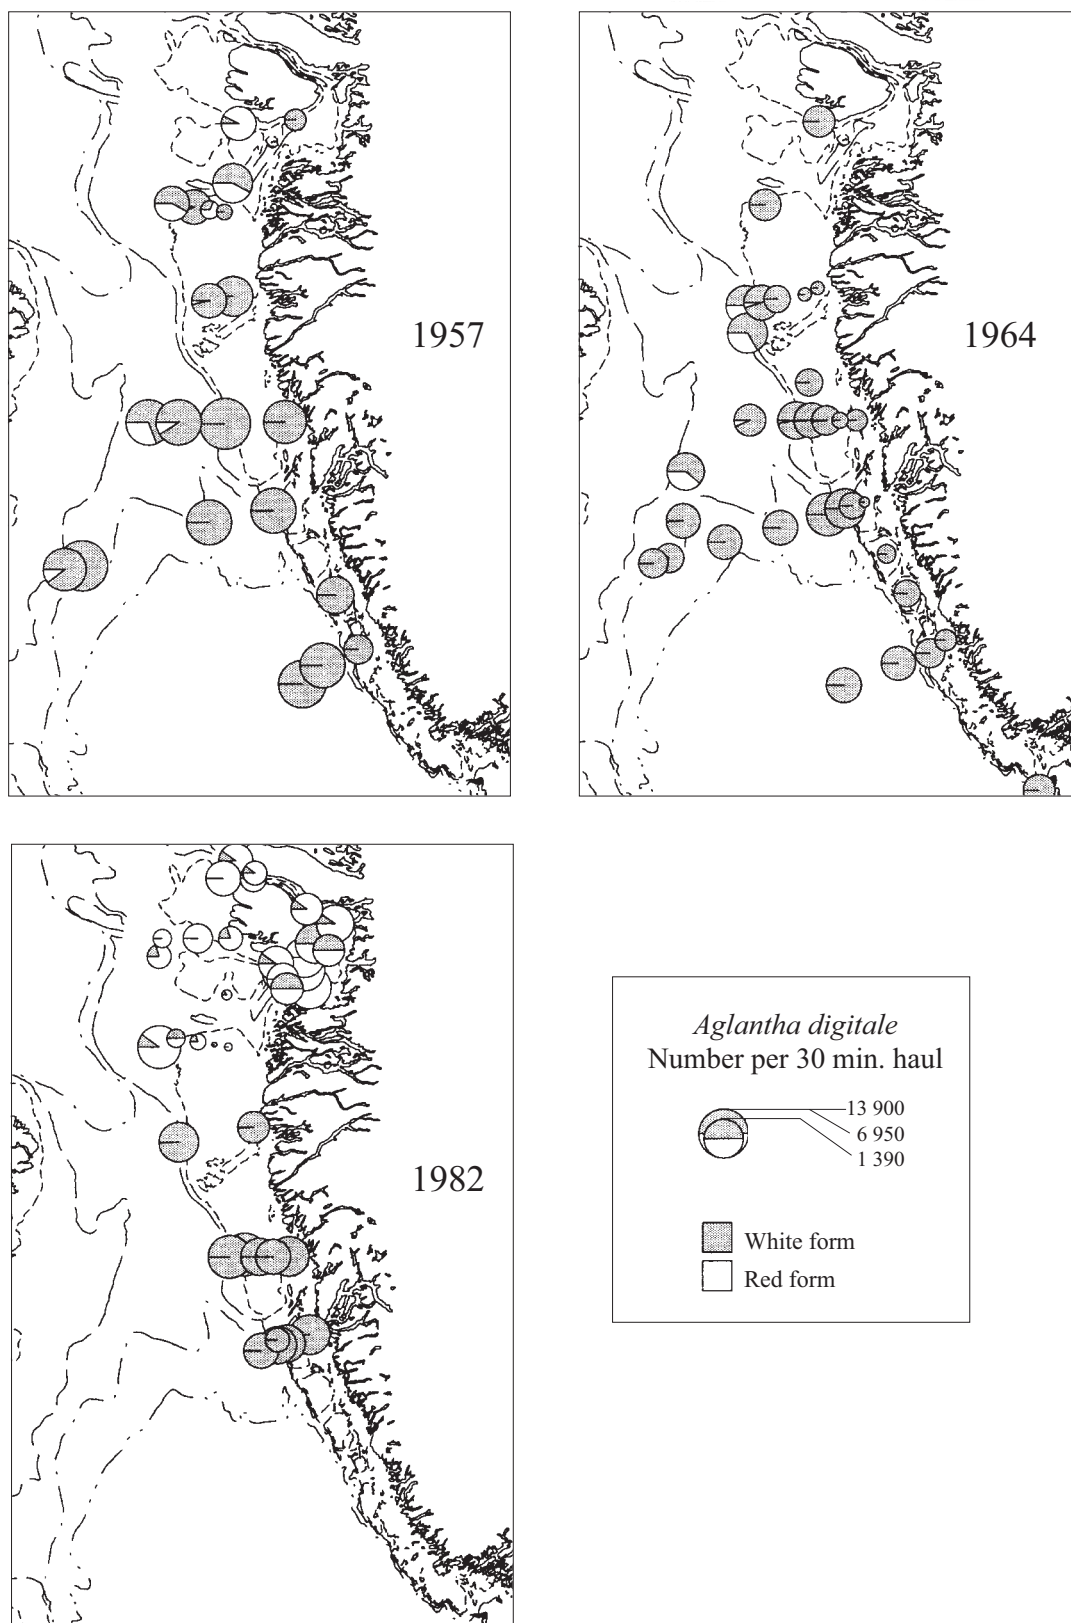 1957
1964
1982
Aglantha digitale
Number per 30 min. haul
13 900
6 950
1 390
White form
Red form